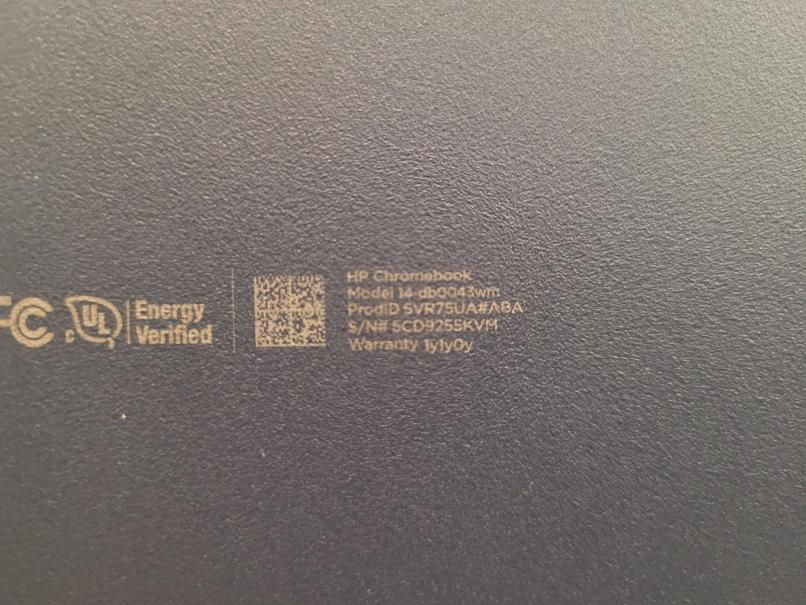 FC
c UL
Energy
Verified
HP Chromebook
Model 14-db0043wm
ProdID 5VR75UA#ABA
S/N# 5CD9255KVM
Warranty 1y1y0y